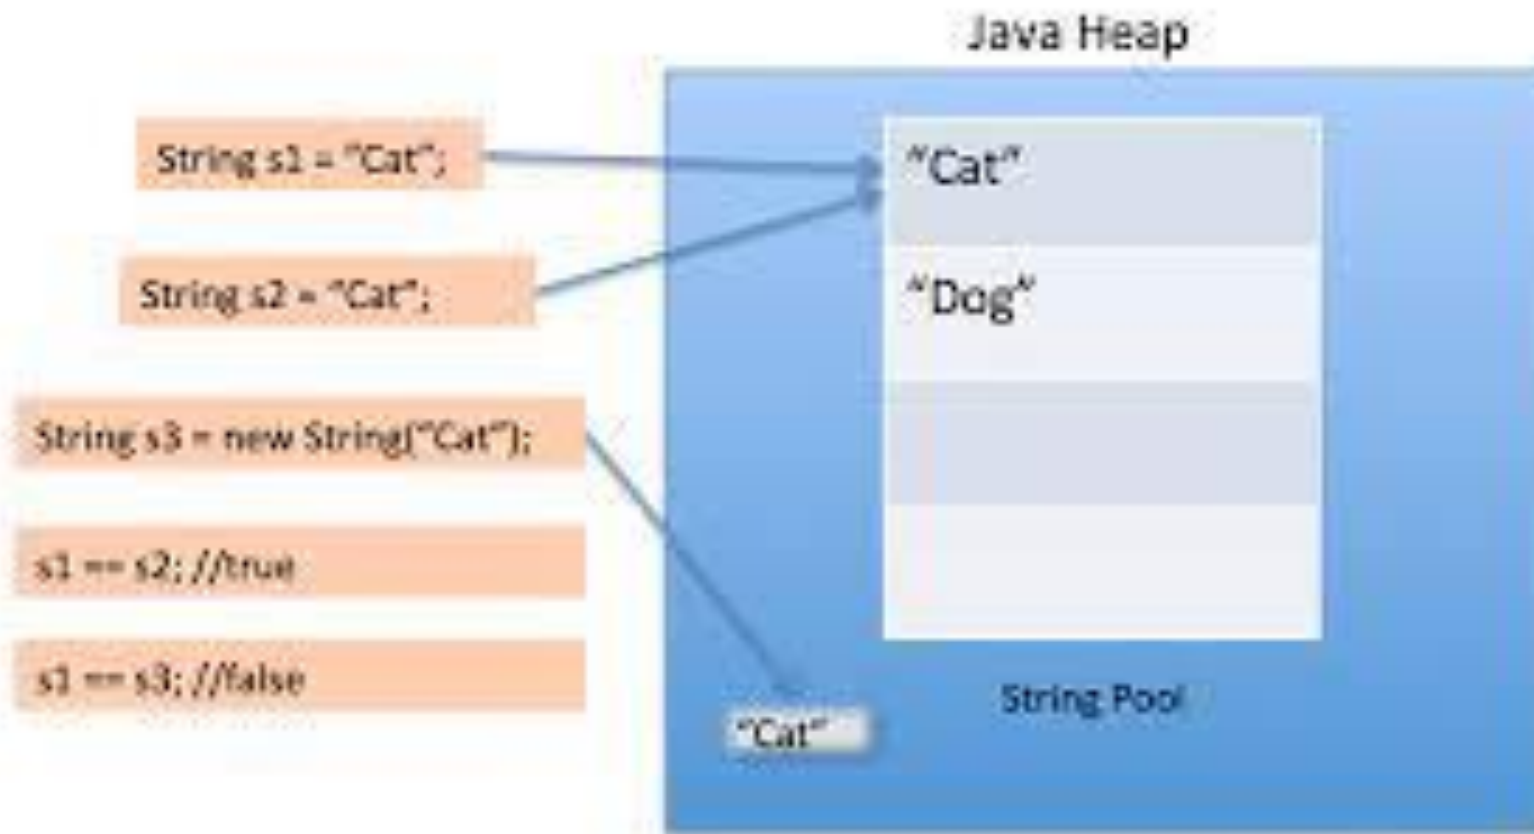 Java Heap
String s1 = "Cat";
String s2 = "Cat";
String s3 = new String("Cat");
s1 == s2; //true
s1 == s3; //false
"Cat"
"Dog"
String Pool
"Cat"